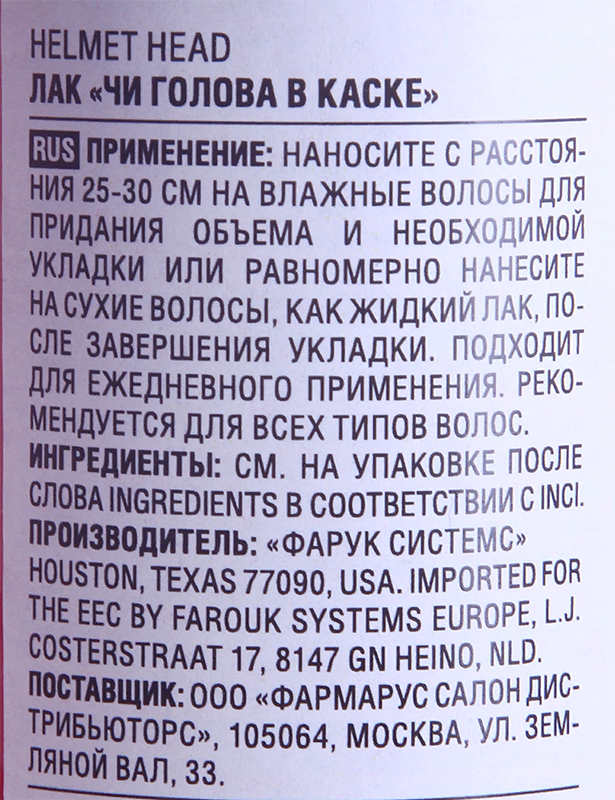 HELMET HEAD
ЛАК «ЧИ ГОЛОВА В КАСКЕ»
RUS ПРИМЕНЕНИЕ: НАНОСИТЕ С РАССТОЯ-
НИЯ 25-30 СМ НА ВЛАЖНЫЕ ВОЛОСЫ ДЛЯ
ПРИДАНИЯ ОБЪЕМА И НЕОБХОДИМОЙ
УКЛАДКИ ИЛИ РАВНОМЕРНО НАНЕСИТЕ
НА СУХИЕ ВОЛОСЫ, КАК ЖИДКИЙ ЛАК, ПО-
СЛЕ ЗАВЕРШЕНИЯ УКЛАДКИ. ПОДХОДИТ
ДЛЯ ЕЖЕДНЕВНОГО ПРИМЕНЕНИЯ. РЕКО-
МЕНДУЕТСЯ ДЛЯ ВСЕХ ТИПОВ ВОЛОС.
ИНГРЕДИЕНТЫ: СМ. НА УПАКОВКЕ ПОСЛЕ
СЛОВА INGREDIENTS В СООТВЕТСТВИИ С INCI.
ПРОИЗВОДИТЕЛЬ: «ФАРУК СИСТЕМС»
HOUSTON, TEXAS 77090, USA. IMPORTED FOR
THE EEC BY FAROUK SYSTEMS EUROPE, L.J.
COSTERSTRAAT 17, 8147 GN HEINO, NLD.
ПОСТАВЩИК: ООО «ФАРМАРУС САЛОН ДИС-
ТРИБЬЮТОРС», 105064, МОСКВА, УЛ. ЗЕМ-
ЛЯНОЙ ВАЛ, 33.